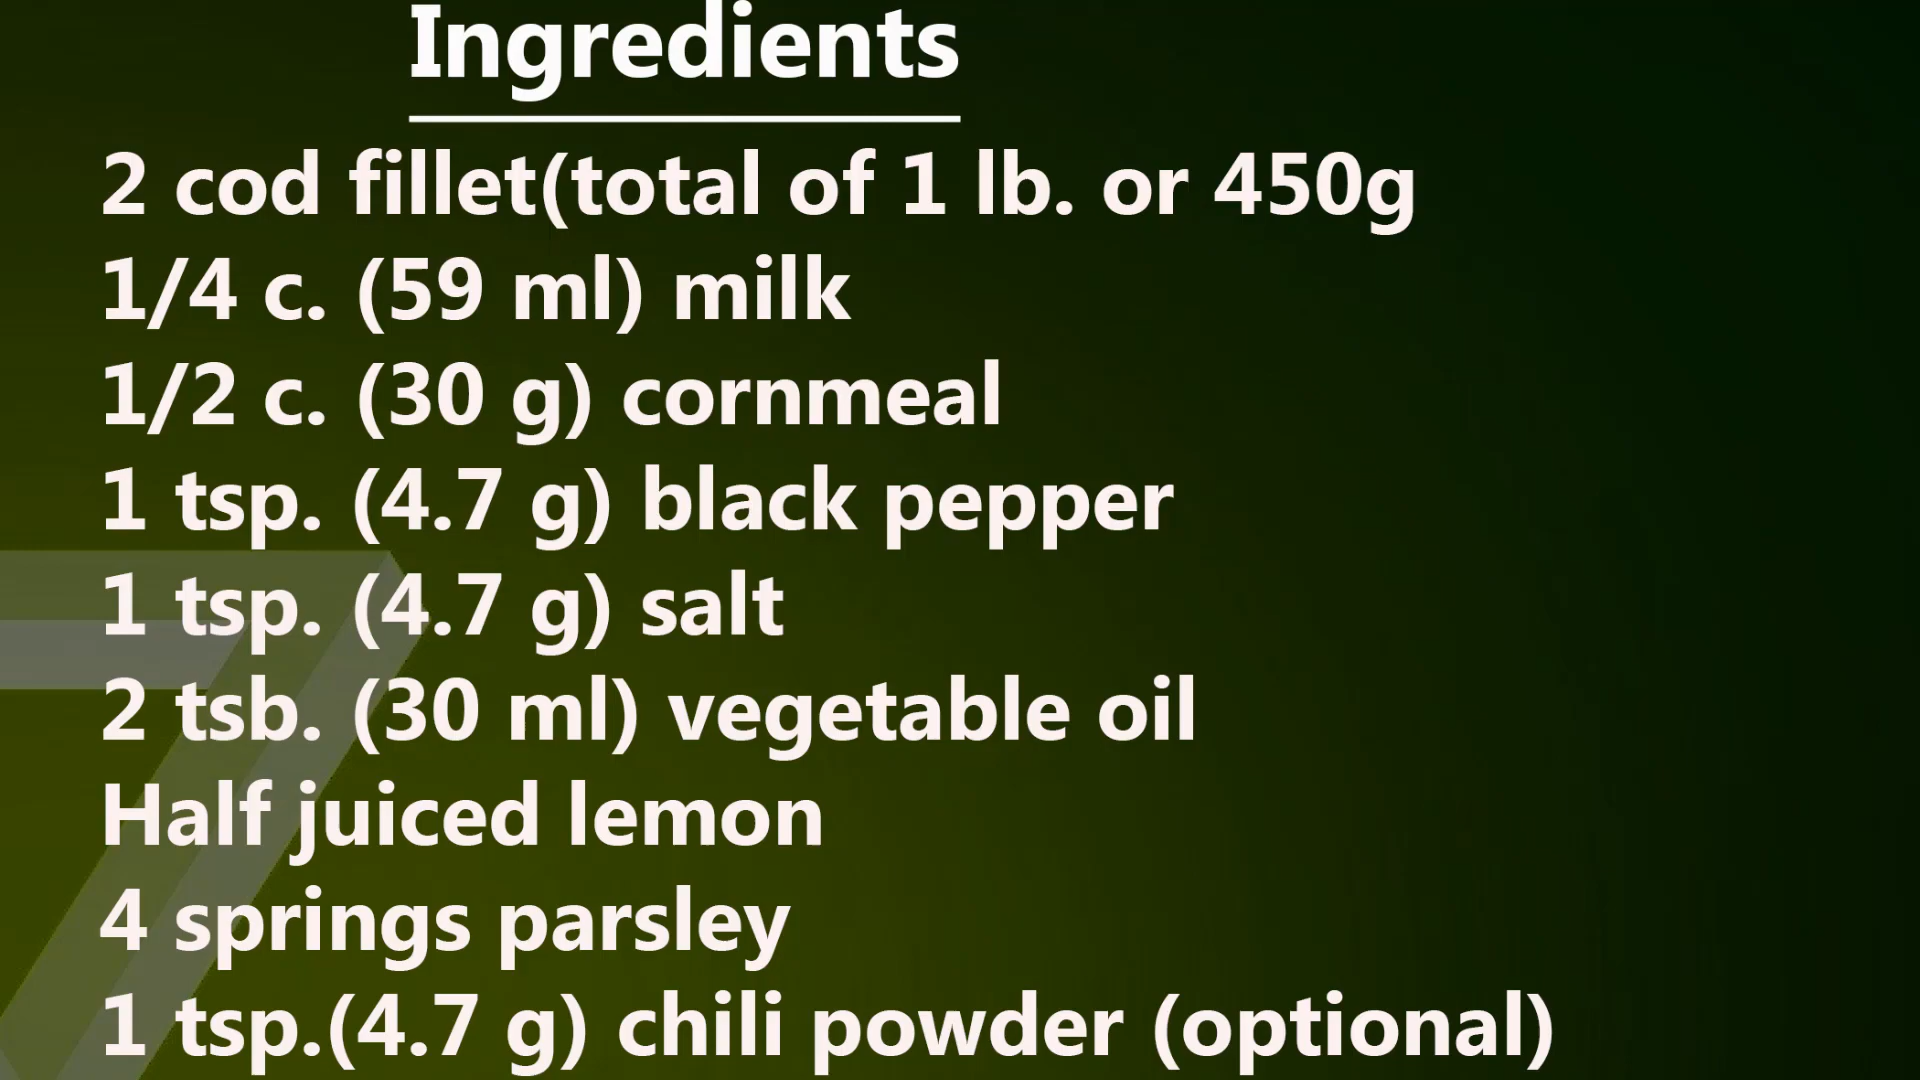 Ingredients
2 cod fillet(total of 1 lb. or 450g
1/4 c. (59 ml) milk
1/2 c. (30 g) cornmeal
1 tsp. (4.7 g) black pepper
1 tsp. (4.7 g) salt
2 tsb. (30 ml) vegetable oil
Half juiced lemon
4 springs parsley
1 tsp.(4.7 g) chili powder (optional)